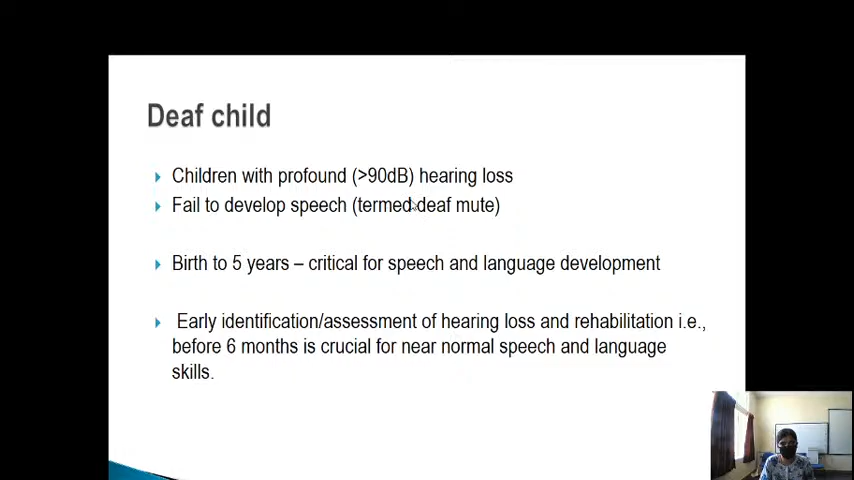 Deaf child
Children with profound (>90dB) hearing loss
Fail to develop speech (termed deaf mute)
Birth to 5 years – critical for speech and language development
Early identification/assessment of hearing loss and rehabilitation i.e.,
before 6 months is crucial for near normal speech and language
skills.